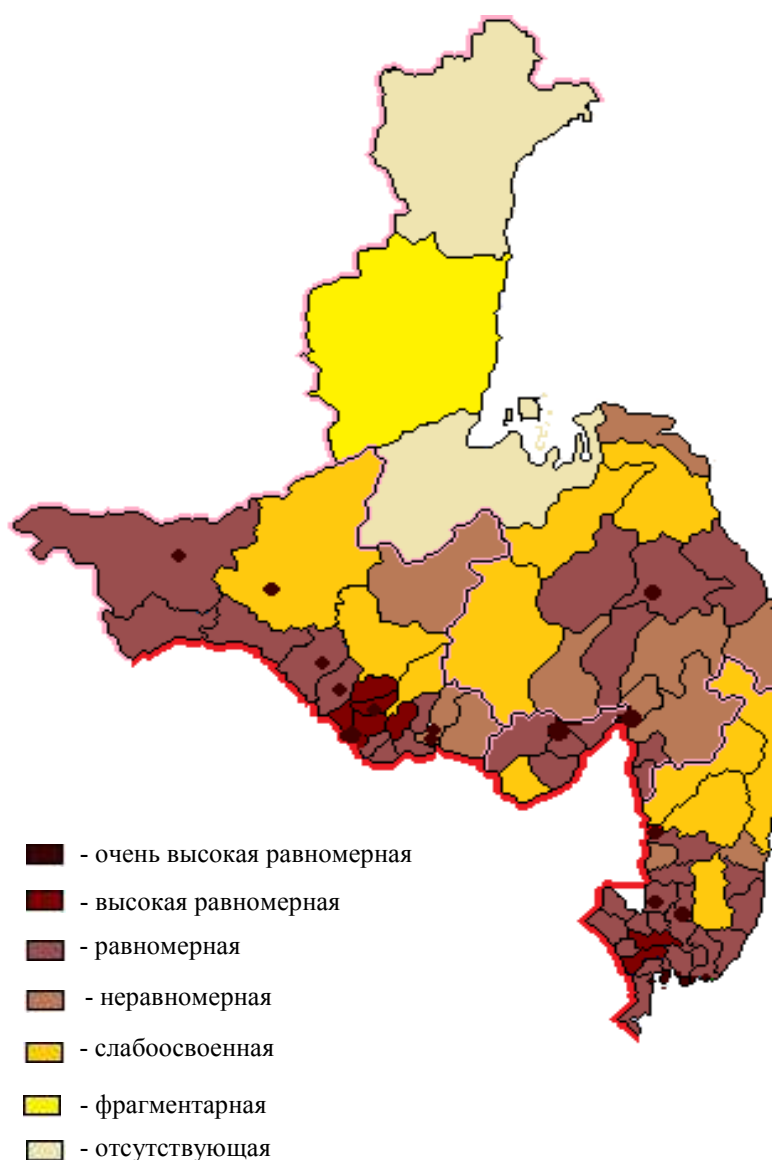 - очень высокая равномерная
- высокая равномерная
- равномерная
- неравномерная
- слабоосвоенная
- фрагментарная
- отсутствующая